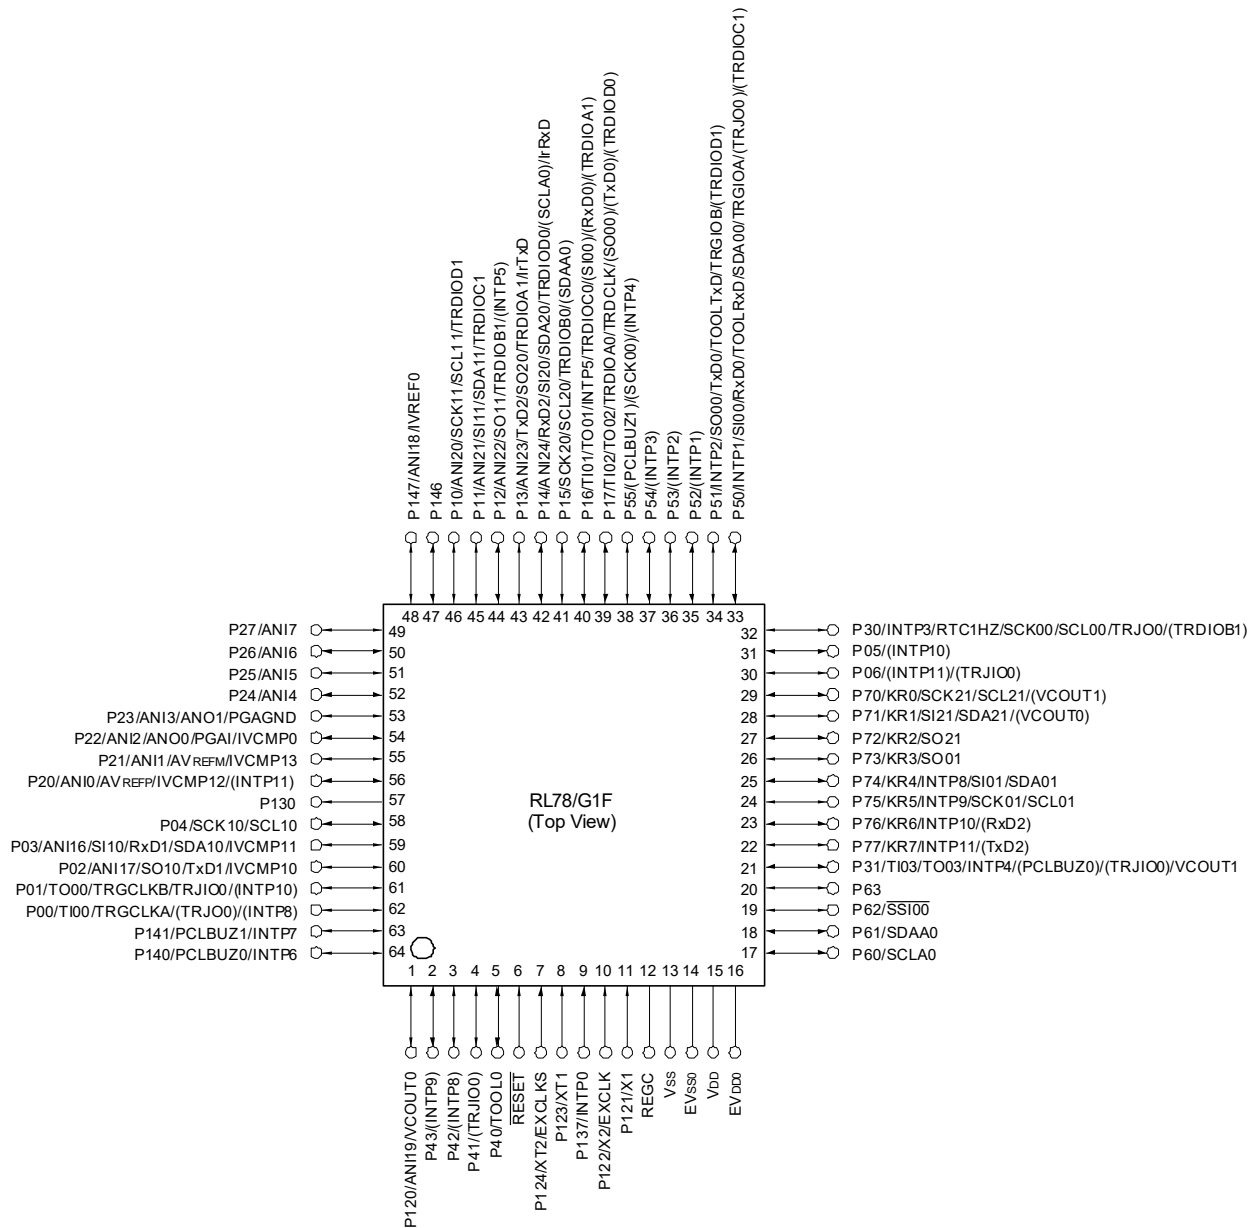 P147/ANI18/IVREF0
P146
P10/ANI20/SCK11/SCL11/TRDIOD1
P11/ANI21/SI11/SDA11/TRDIOC1
P12/ANI22/SO11/TRDIOB1/(INTP5)
P13/ANI23/TxD2/SO20/TRDIOA1/IrTxD
P14/ANI24/RxD2/SI20/SDA20/TRDIOD0/(SCLA0)/IrRxD
P15/SCK20/SCL20/TRDIOB0/(SDAA0)
P16/TI01/TO01/INTP5/TRDIOC0/(SI00)/(RxD0)/(TRDIOA1)
P17/TI02/TO02/TRDIOA0/TRDCLK/(SO00)/(TxD0)/(TRDIOD0)
P55/(PCLBUZ1)/(SCK00)/(INTP4)
P54/(INTP3)
P53/(INTP2)
P52/(INTP1)
P51/INTP2/SO00/TxD0/TOOLTxD/TRGIOB/(TRDIOD1)
P50/INTP1/SI00/RxD0/TOOLRxD/SDA00/TRGIOA/(TRJO0)/(TRDIOC1)
48 47 46 45 44 43 42 41 40 39 38 37 36 35 34 33
P27/ANI7 49
P26/ANI6 50
P25/ANI5 51
P24/ANI4 52
P23/ANI3/ANO1/PGAGND 53
P22/ANI2/ANO0/PGAI/IVCMP0 54
P21/ANI1/AVREFM/IVCMP13 55
P20/ANI0/AVREFP/IVCMP12/(INTP11) 56
P130 57
P04/SCK10/SCL10 58
P03/ANI16/SI10/RxD1/SDA10/IVCMP11 59
P02/ANI17/SO10/TxD1/IVCMP10 60
P01/TO00/TRGCLKB/TRJIO0/(INTP10) 61
P00/TI00/TRGCLKA/(TRJO0)/(INTP8) 62
P141/PCLBUZ1/INTP7 63
P140/PCLBUZ0/INTP6 64
RL78/G1F
(Top View)
32 P30/INTP3/RTC1HZ/SCK00/SCL00/TRJO0/(TRDIOB1)
31 P05/(INTP10)
30 P06/(INTP11)/(TRJIO0)
29 P70/KR0/SCK21/SCL21/(VCOUT1)
28 P71/KR1/SI21/SDA21/(VCOUT0)
27 P72/KR2/SO21
26 P73/KR3/SO01
25 P74/KR4/INTP8/SI01/SDA01
24 P75/KR5/INTP9/SCK01/SCL01
23 P76/KR6/INTP10/(RxD2)
22 P77/KR7/INTP11/(TxD2)
21 P31/TI03/TO03/INTP4/(PCLBUZ0)/(TRJIO0)/VCOUT1
20 P63
19 P62/SSI00
18 P61/SDAA0
17 P60/SCLA0
1 2 3 4 5 6 7 8 9 10 11 12 13 14 15 16
P120/ANI19/VCOUT0
P43/(INTP9)
P42/(INTP8)
P41/(TRJIO0)
P40/TOOL0
RESET
P124/XT2/EXCLKS
P123/XT1
P137/INTP0
P122/X2/EXCLK
P121/X1
REGC
VSS
EVSS0
VDD
EVDD0